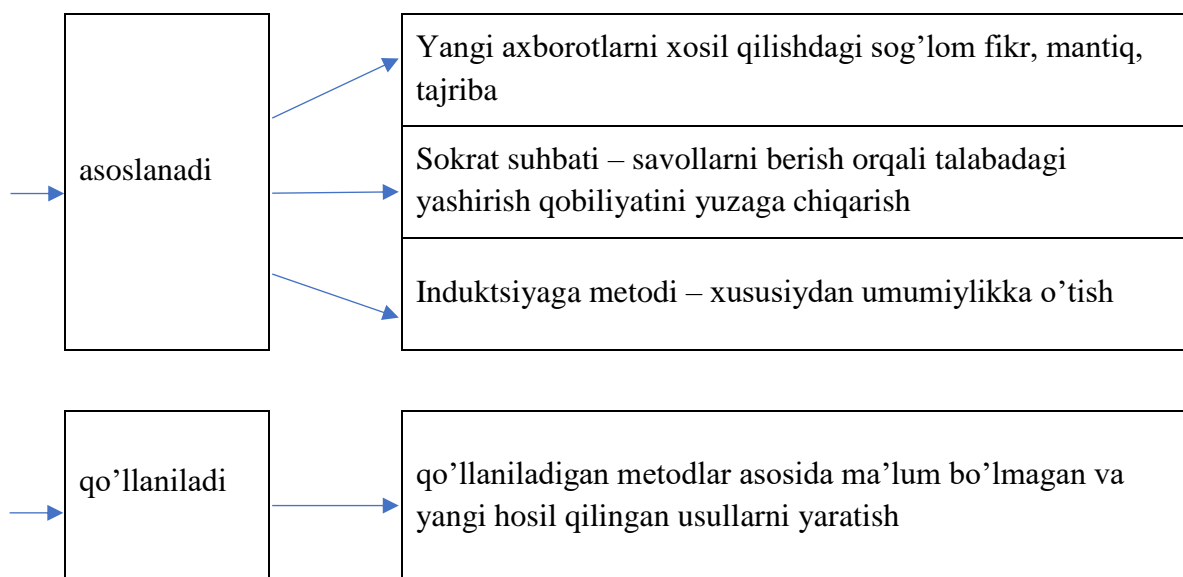 asoslanadi
Yangi axborotlarni xosil qilishdagi sog’lom fikr, mantiq,
tajriba
Sokrat suhbati – savollarni berish orqali talabadagi
yashirish qobiliyatini yuzaga chiqarish
Induktsiyaga metodi – xususiydan umumiylikka o’tish
qo’llaniladi
qo’llaniladigan metodlar asosida ma’lum bo’lmagan va
yangi hosil qilingan usullarni yaratish